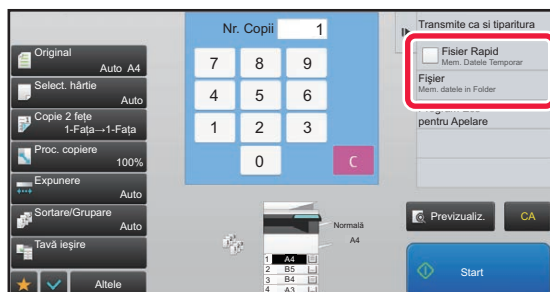 Original
Auto A4
Select. hârtie
Auto
Copie 2 fețe
1-Fața→1-Fața
Proc. copiere
100%
Expunere
Auto
Sortare/Grupare
Auto
Tavă ieșire
Altele
Nr. Copii 1
7 8 9
4 5 6
1 2 3
0 C
Normală
A4
1 A4
2 B5
3 B4
4 A3
Transmite ca si tiparitura
Fisier Rapid
Mem. Datele Temporar
Fișier
Mem. datele in Folder
pentru Apelare
Previzualiz. CA
Start